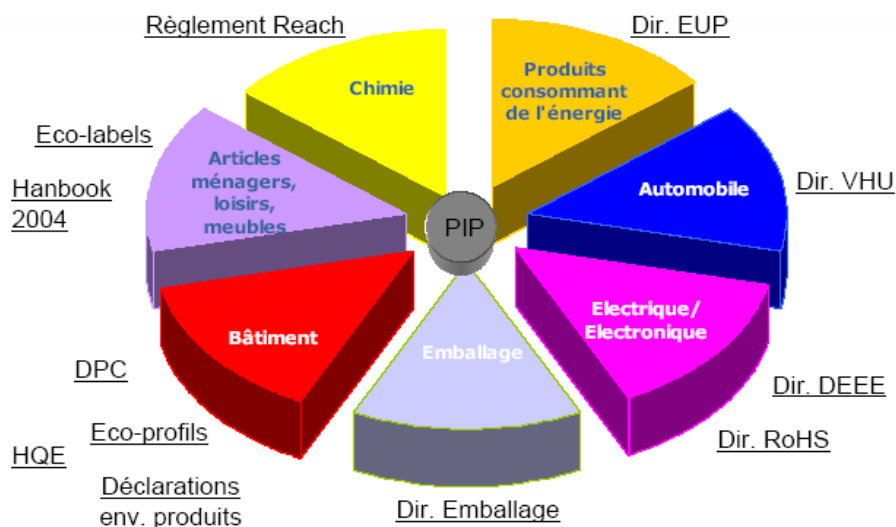 Règlement Reach
Dir. EUP
Chimie
Produits
consommant
de l'énergie
Eco-labels
Articles
ménagers,
loisirs,
meubles
Hanbook
2004
Automobile
Dir. VHU
PIP
Electrique/
Electronique
Bâtiment
Emballage
DPC
Dir. DEEE
Eco-profils
Dir. RoHS
HQE
Déclarations
env. produits
Dir. Emballage